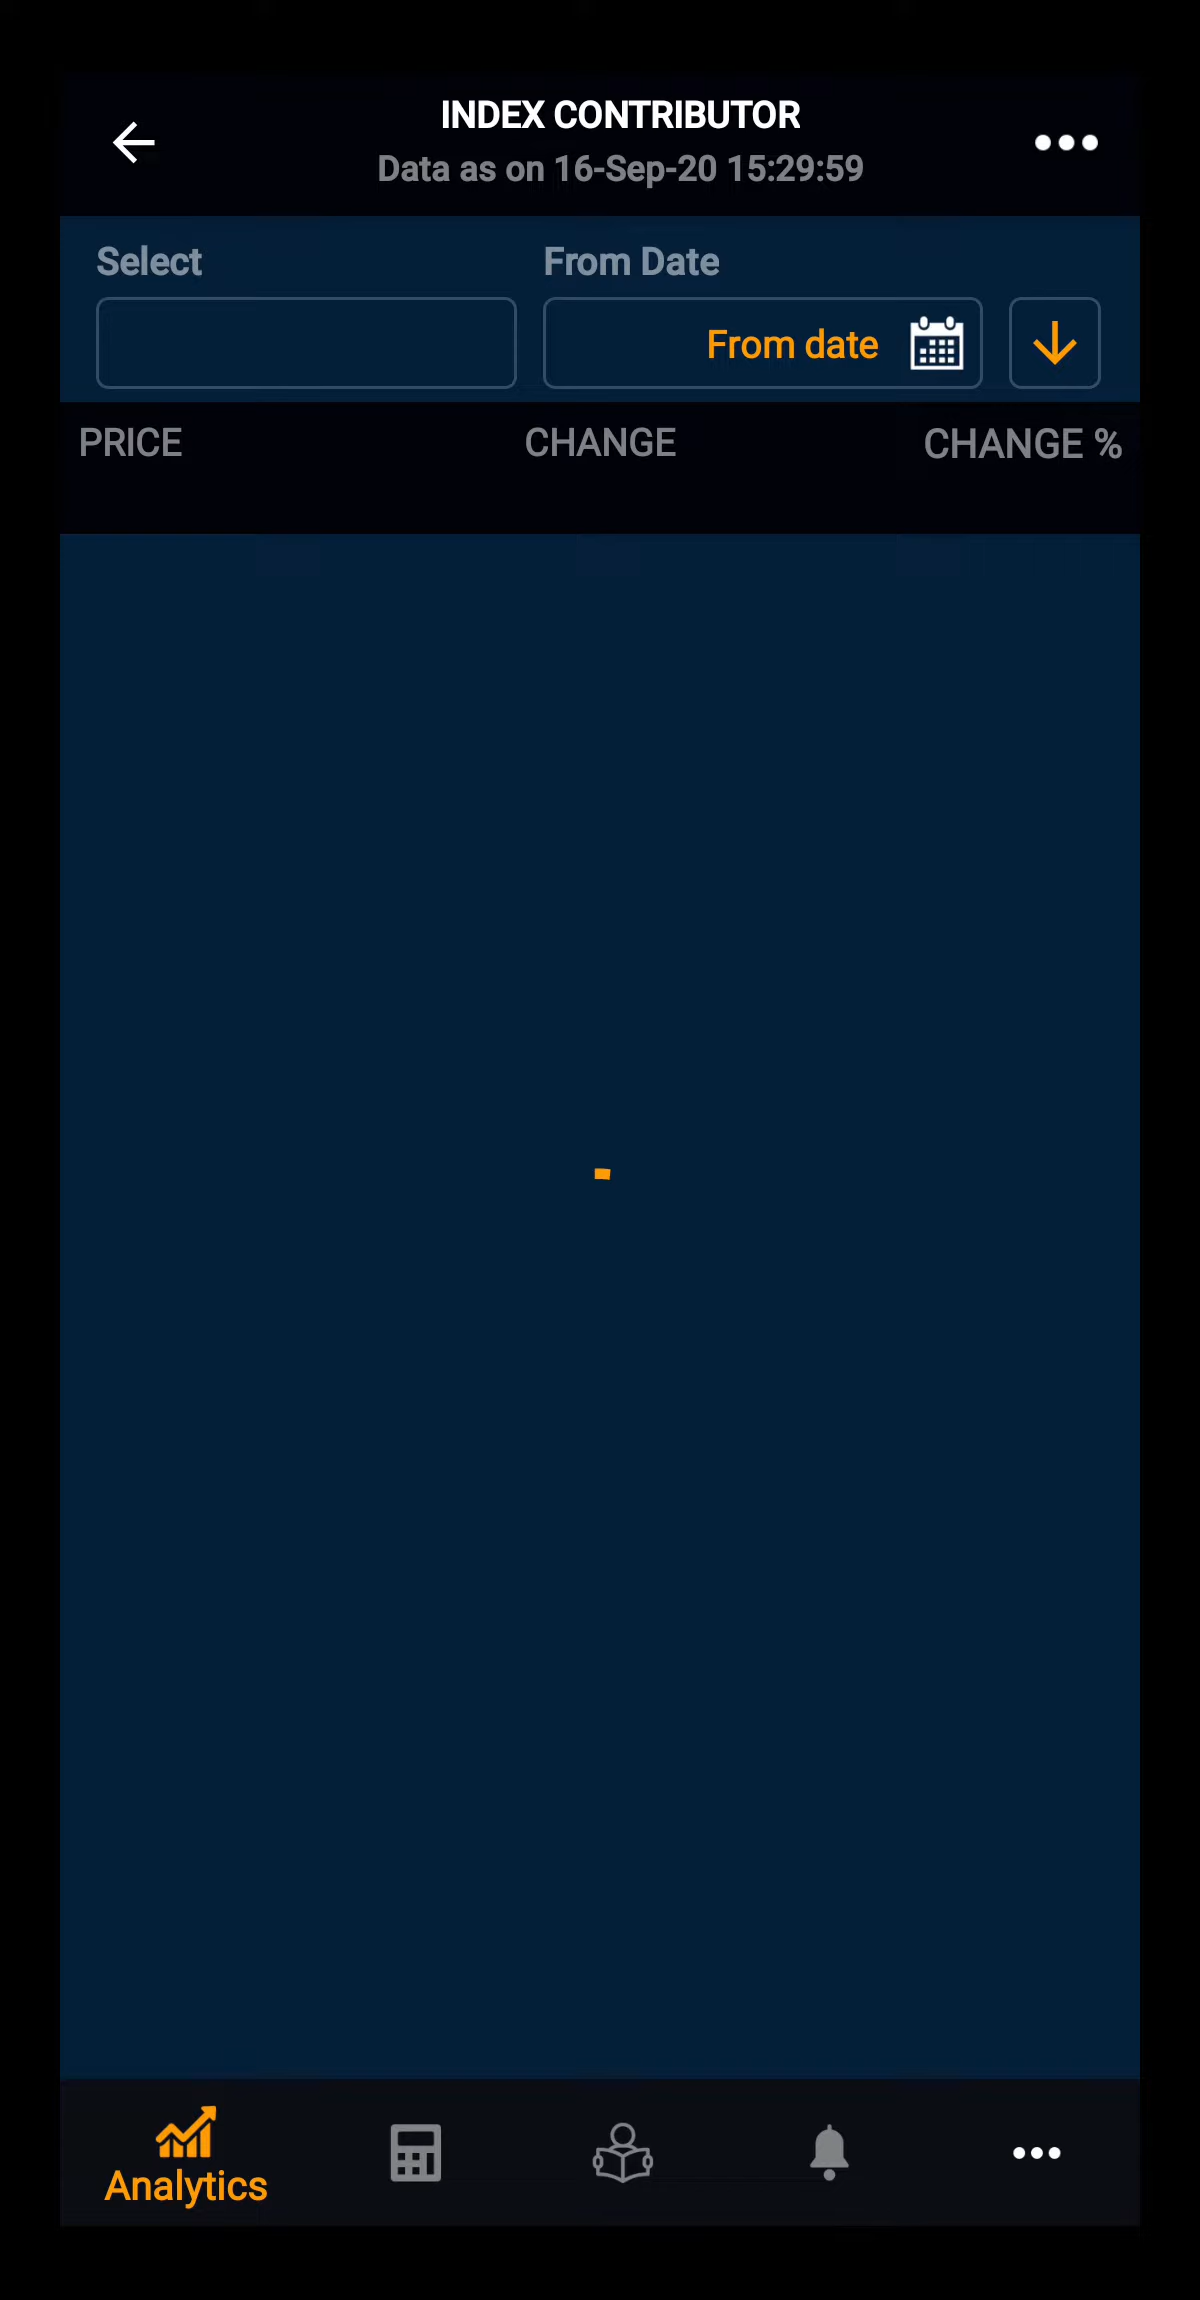 INDEX CONTRIBUTOR
Data as on 16-Sep-20 15:29:59
Select From Date
From date
PRICE CHANGE CHANGE %
Analytics